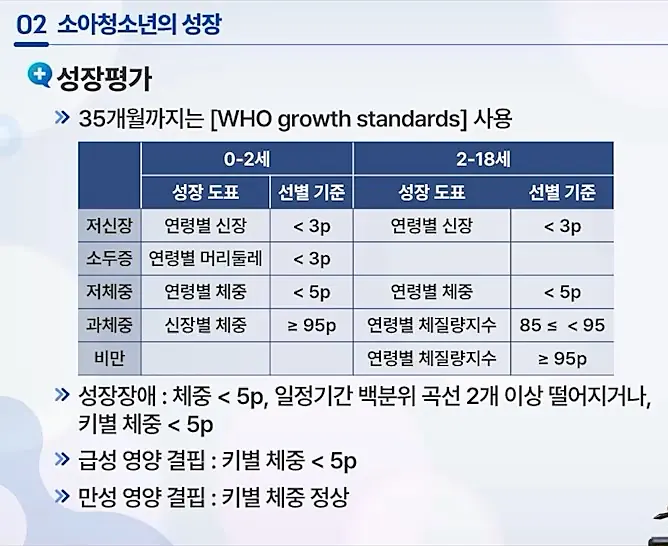 02 소아청소년의 성장
성장평가
» 35개월까지는 [WHO growth standards] 사용
0-2세 2-18세
성장 도표 선별 기준 성장 도표 선별 기준
저신장 연령별 신장 < 3p 연령별 신장 < 3p
소두증 연령별 머리둘레 < 3p
저체중 연령별 체중 < 5p 연령별 체중 < 5p
과체중 신장별 체중 ≥ 95p 연령별 체질량지수 85 ≤ < 95
비만 연령별 체질량지수 ≥ 95p
» 성장장애 : 체중 < 5p, 일정기간 백분위 곡선 2개 이상 떨어지거나,
키별 체중 < 5p
» 급성 영양 결핍 : 키별 체중 < 5p
» 만성 영양 결핍 : 키별 체중 정상